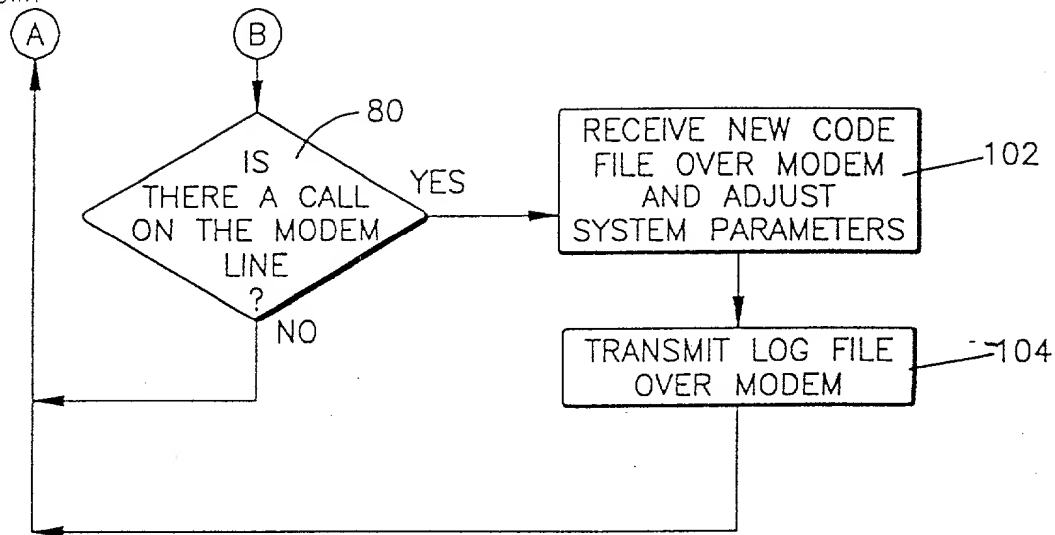 A
B
80
IS
THERE A CALL
ON THE MODEM
LINE
?
YES
NO
RECEIVE NEW CODE
FILE OVER MODEM
AND ADJUST
SYSTEM PARAMETERS
102
TRANSMIT LOG FILE
OVER MODEM
104